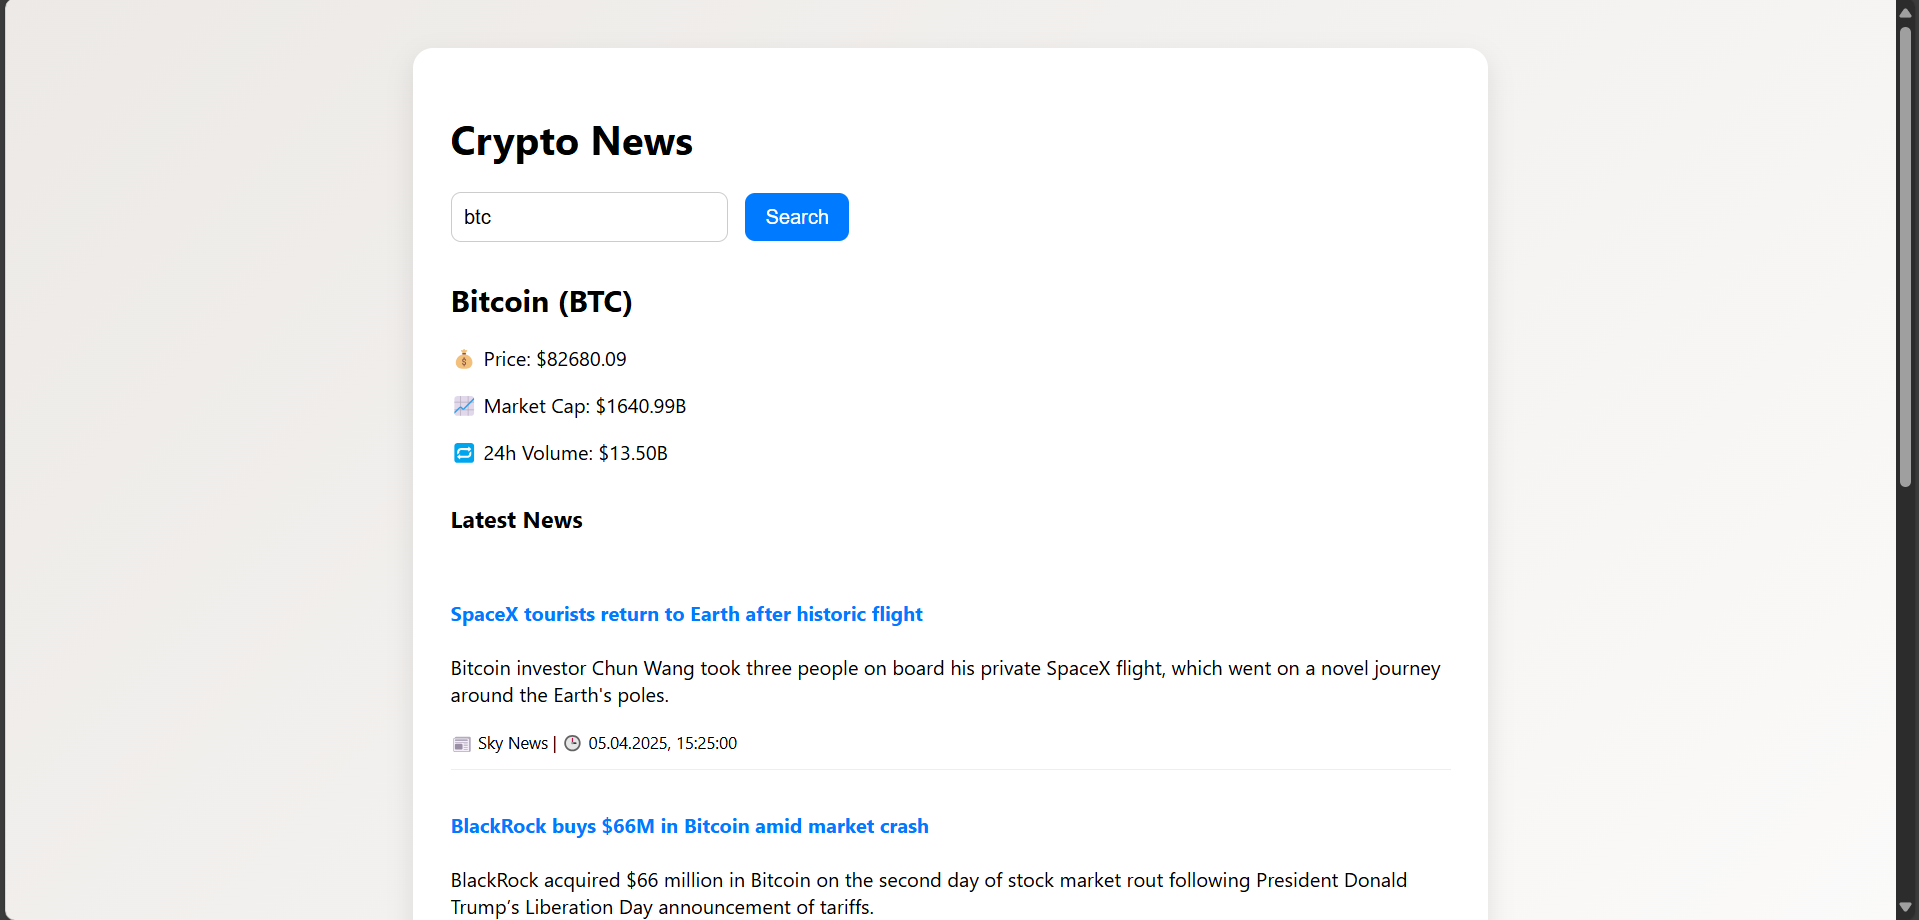 Crypto News
btc
Search
Bitcoin (BTC)
💰 Price: $82680.09
📈 Market Cap: $1640.99B
🔁 24h Volume: $13.50B
Latest News
SpaceX tourists return to Earth after historic flight
Bitcoin investor Chun Wang took three people on board his private SpaceX flight, which went on a novel journey
around the Earth's poles.
📰 Sky News | 🕒 05.04.2025, 15:25:00
BlackRock buys $66M in Bitcoin amid market crash
BlackRock acquired $66 million in Bitcoin on the second day of stock market rout following President Donald
Trump’s Liberation Day announcement of tariffs.